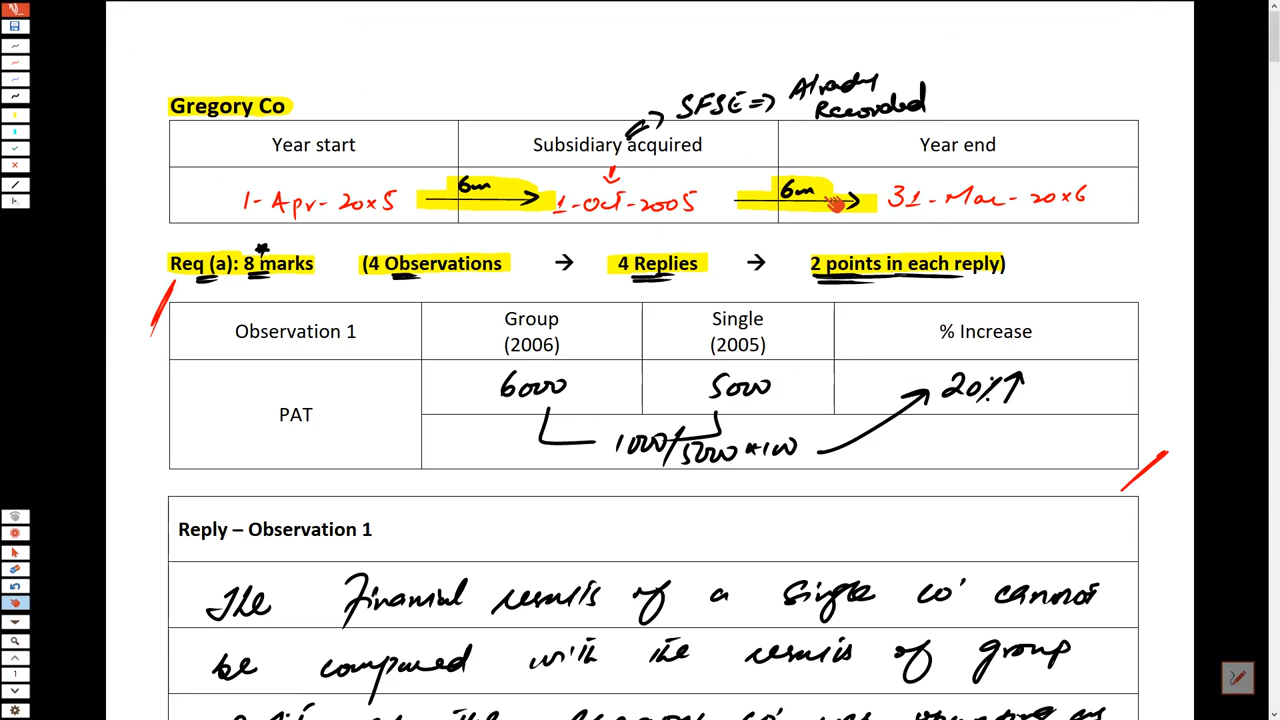 Gregory Co
SFSE => Already Recorded
Year start Subsidiary acquired Year end
1-Apr-20x5 6m 1-Oct-2005 6m 31-Mar-20x6
Req (a): 8 marks (4 Observations → 4 Replies → 2 points in each reply)
Observation 1 Group (2006) Single (2005) % Increase
PAT 6000 5000 20%↑
1000/5000*100
Reply – Observation 1
The Financial results of a single co' cannot
be compared with the results of group
1